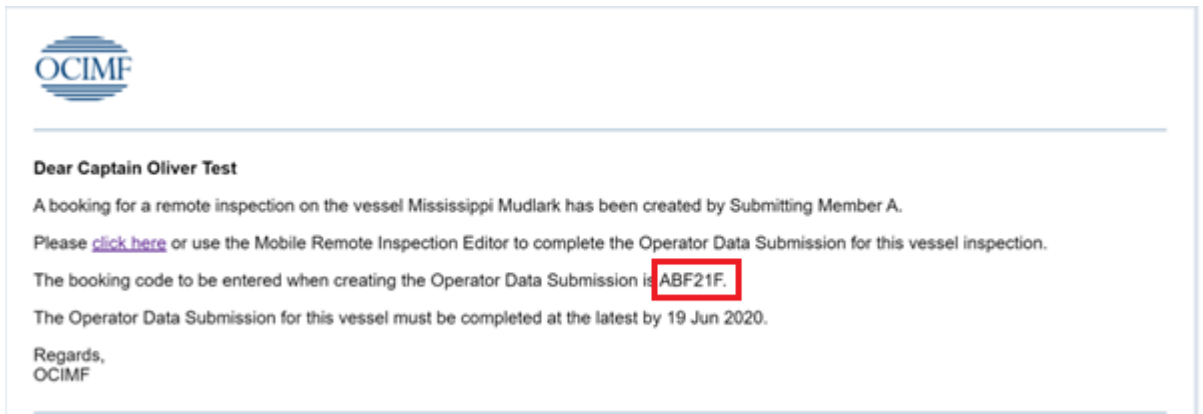 OCIMF
Dear Captain Oliver Test
A booking for a remote inspection on the vessel Mississippi Mudlark has been created by Submitting Member A.
Please click here or use the Mobile Remote Inspection Editor to complete the Operator Data Submission for this vessel inspection.
The booking code to be entered when creating the Operator Data Submission is ABF21F.
The Operator Data Submission for this vessel must be completed at the latest by 19 Jun 2020.
Regards,
OCIMF